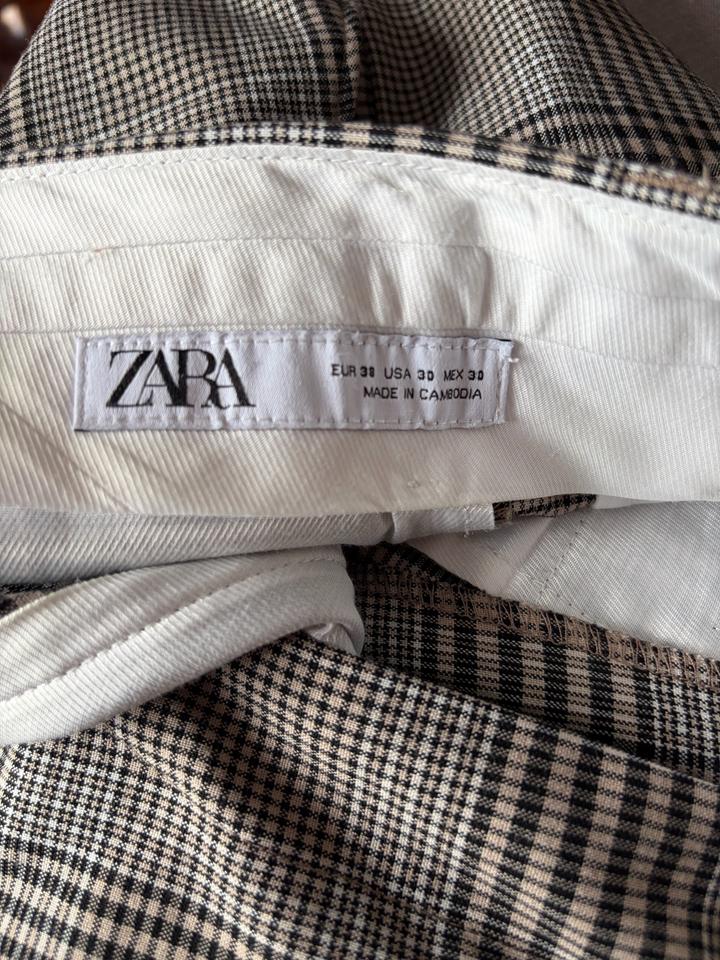 ZARA
EUR 38 USA 30 MEX 30
MADE IN CAMBODIA